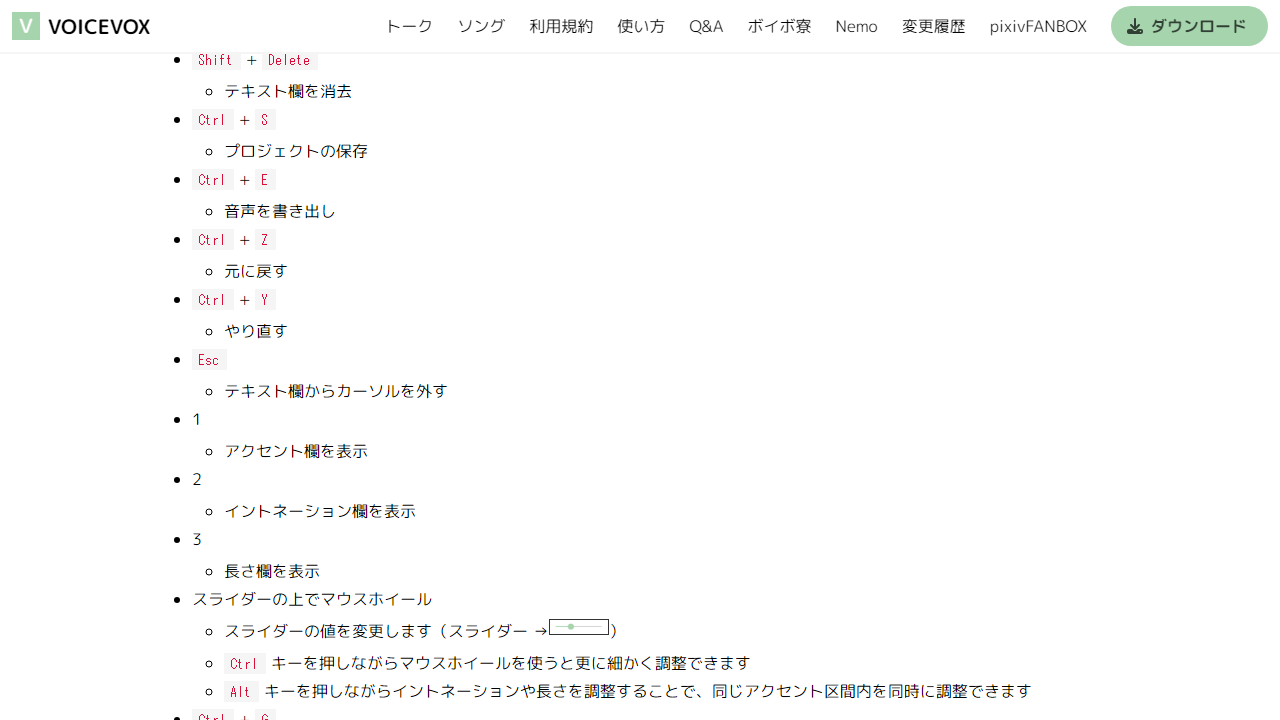 V VOICEVOX トーク ソング 利用規約 使い方 Q&A ボイボ寮 Nemo 変更履歴 pixivFANBOX ダウンロード
Shift + Delete
テキスト欄を消去
Ctrl + S
プロジェクトの保存
Ctrl + E
音声を書き出し
Ctrl + Z
元に戻す
Ctrl + Y
やり直す
Esc
テキスト欄からカーソルを外す
1
アクセント欄を表示
2
イントネーション欄を表示
3
長さ欄を表示
スライダーの上でマウスホイール
スライダーの値を変更します（スライダー →）
Ctrl キーを押しながらマウスホイールを使うと更に細かく調整できます
Alt キーを押しながらイントネーションや長さを調整することで、同じアクセント区間内を同時に調整できます
Ctrl + G